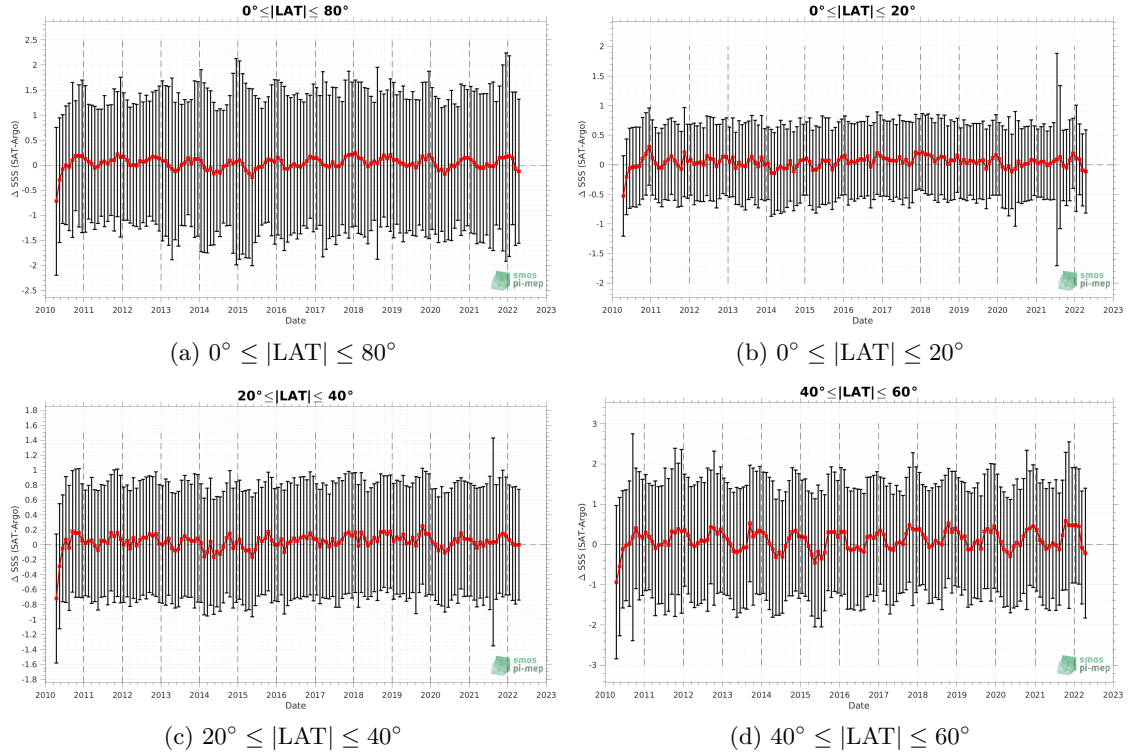 0°≤|LAT|≤ 80°
Δ SSS (SAT-Argo)
2.5
2
1.5
1
0.5
0
-0.5
-1
-1.5
-2
-2.5
2010 2011 2012 2013 2014 2015 2016 2017 2018 2019 2020 2021 2022 2023
Date
smos
pi-mep
(a) 0° ≤ |LAT| ≤ 80°
0°≤|LAT|≤ 20°
Δ SSS (SAT-Argo)
2
1.5
1
0.5
0
-0.5
-1
-1.5
-2
2010 2011 2012 2013 2014 2015 2016 2017 2018 2019 2020 2021 2022 2023
Date
smos
pi-mep
(b) 0° ≤ |LAT| ≤ 20°
20°≤|LAT|≤ 40°
Δ SSS (SAT-Argo)
1.8
1.6
1.4
1.2
1
0.8
0.6
0.4
0.2
0
-0.2
-0.4
-0.6
-0.8
-1
-1.2
-1.4
-1.6
-1.8
2010 2011 2012 2013 2014 2015 2016 2017 2018 2019 2020 2021 2022 2023
Date
smos
pi-mep
(c) 20° ≤ |LAT| ≤ 40°
40°≤|LAT|≤ 60°
Δ SSS (SAT-Argo)
3
2
1
0
-1
-2
-3
2010 2011 2012 2013 2014 2015 2016 2017 2018 2019 2020 2021 2022 2023
Date
smos
pi-mep
(d) 40° ≤ |LAT| ≤ 60°